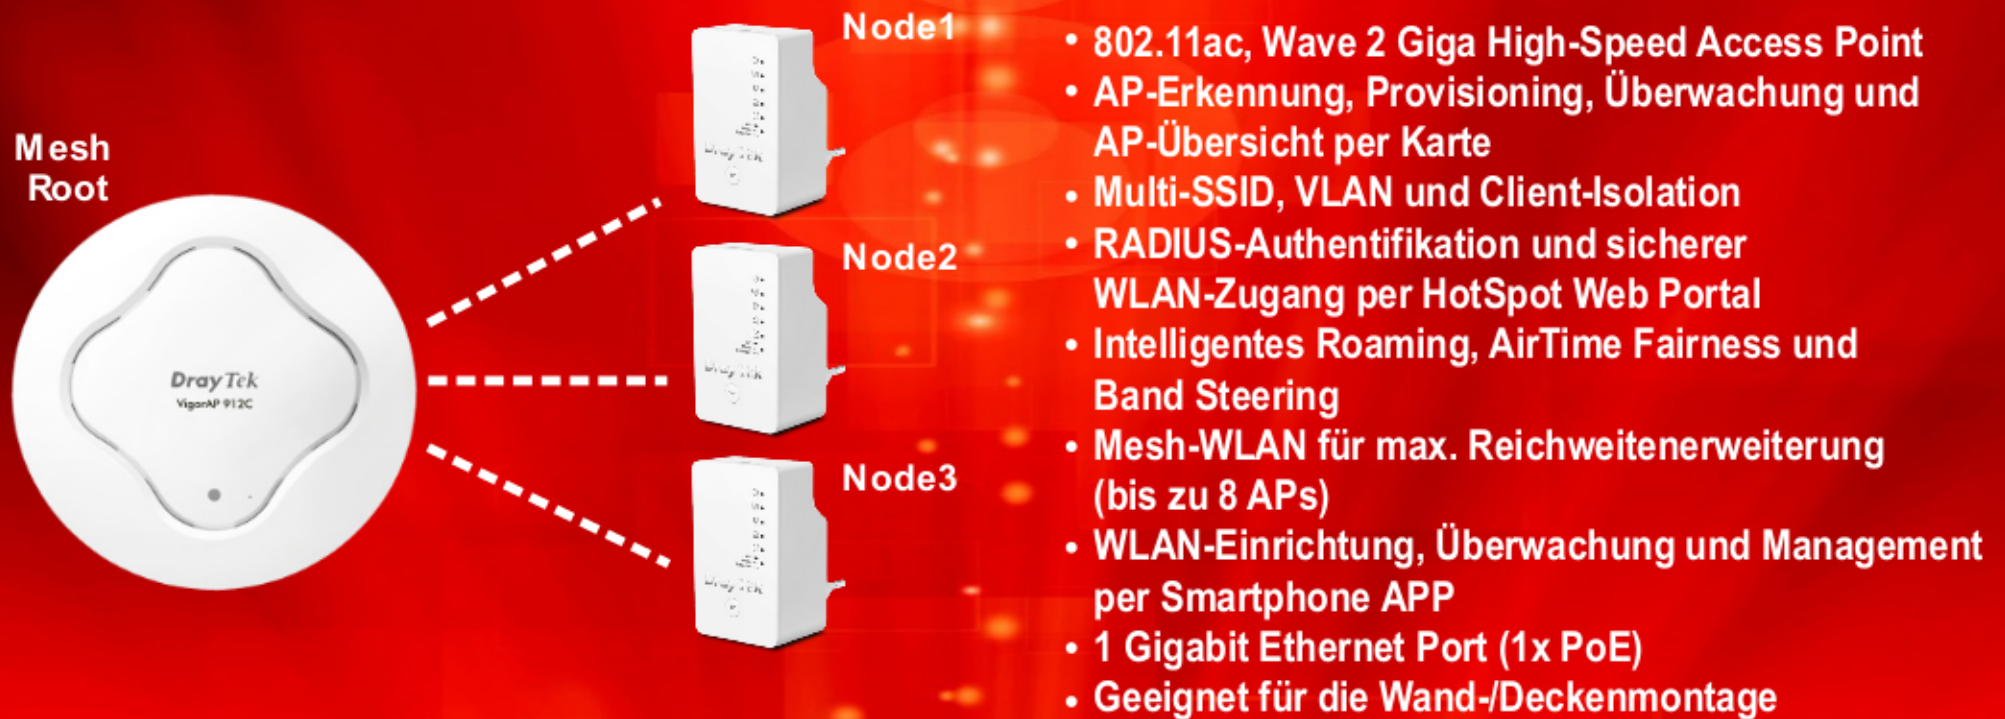 Mesh
Root
DrayTek
VigorAP 912C
Node1
DrayTek
Node2
DrayTek
Node3
DrayTek
• 802.11ac, Wave 2 Giga High-Speed Access Point
• AP-Erkennung, Provisioning, Überwachung und
AP-Übersicht per Karte
• Multi-SSID, VLAN und Client-Isolation
• RADIUS-Authentifikation und sicherer
WLAN-Zugang per HotSpot Web Portal
• Intelligentes Roaming, AirTime Fairness und
Band Steering
• Mesh-WLAN für max. Reichweitenerweiterung
(bis zu 8 APs)
• WLAN-Einrichtung, Überwachung und Management
per Smartphone APP
• 1 Gigabit Ethernet Port (1x PoE)
• Geeignet für die Wand-/Deckenmontage